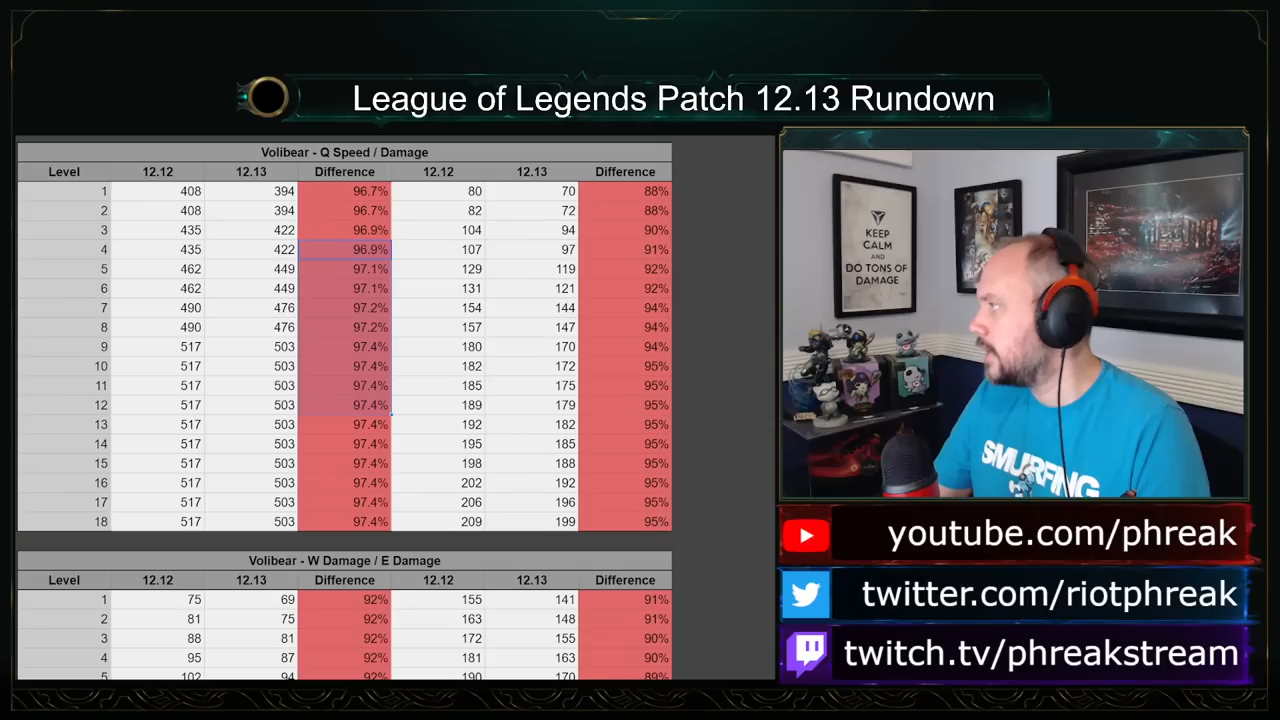 League of Legends Patch 12.13 Rundown
Volibear - Q Speed / Damage
Level 12.12 12.13 Difference 12.12 12.13 Difference
1 408 394 96.7% 80 70 88%
2 408 394 96.7% 82 72 88%
3 435 422 96.9% 104 94 90%
4 435 422 96.9% 107 97 91%
5 462 449 97.1% 129 119 92%
6 462 449 97.1% 131 121 92%
7 490 476 97.2% 154 144 94%
8 490 476 97.2% 157 147 94%
9 517 503 97.4% 180 170 94%
10 517 503 97.4% 182 172 95%
11 517 503 97.4% 185 175 95%
12 517 503 97.4% 189 179 95%
13 517 503 97.4% 192 182 95%
14 517 503 97.4% 195 185 95%
15 517 503 97.4% 198 188 95%
16 517 503 97.4% 202 192 95%
17 517 503 97.4% 206 196 95%
18 517 503 97.4% 209 199 95%
Volibear - W Damage / E Damage
Level 12.12 12.13 Difference 12.12 12.13 Difference
1 75 69 92% 155 141 91%
2 81 75 92% 163 148 91%
3 88 81 92% 172 155 90%
4 95 87 92% 181 163 90%
5 102 94 92% 190 170 89%
KEEP
CALM
AND
DO TONS OF
DAMAGE
SMURFING
youtube.com/phreak
twitter.com/riotphreak
twitch.tv/phreakstream